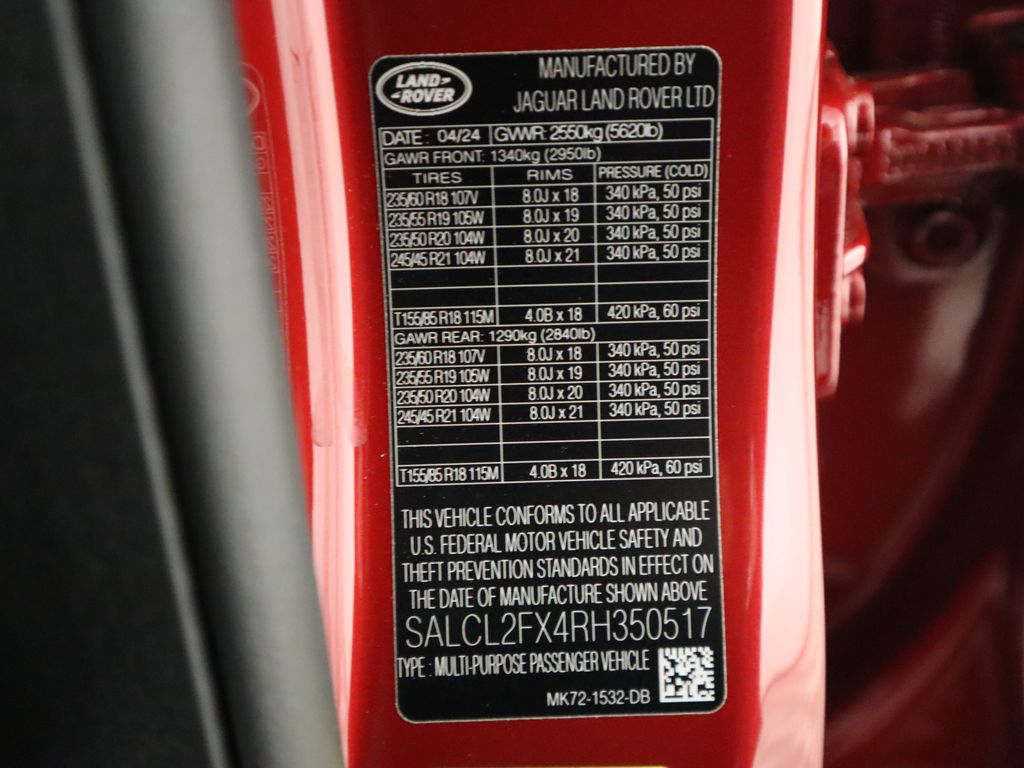 LAND ROVER
MANUFACTURED BY
JAGUAR LAND ROVER LTD
DATE : 04/24 GVWR: 2550kg (5620lb)
GAWR FRONT: 1340kg (2950lb)
TIRES RIMS PRESSURE (COLD)
235/60 R18 107V 8.0J x 18 340 kPa, 50 psi
235/55 R19 105W 8.0J x 19 340 kPa, 50 psi
235/50 R20 104W 8.0J x 20 340 kPa, 50 psi
245/45 R21 104W 8.0J x 21 340 kPa, 50 psi
T155/85 R18 115M 4.0B x 18 420 kPa, 60 psi
GAWR REAR: 1290kg (2840lb)
235/60 R18 107V 8.0J x 18 340 kPa, 50 psi
235/55 R19 105W 8.0J x 19 340 kPa, 50 psi
235/50 R20 104W 8.0J x 20 340 kPa, 50 psi
245/45 R21 104W 8.0J x 21 340 kPa, 50 psi
T155/85 R18 115M 4.0B x 18 420 kPa, 60 psi
THIS VEHICLE CONFORMS TO ALL APPLICABLE
U.S. FEDERAL MOTOR VEHICLE SAFETY AND
THEFT PREVENTION STANDARDS IN EFFECT ON
THE DATE OF MANUFACTURE SHOWN ABOVE
SALCL2FX4RH350517
TYPE : MULTI-PURPOSE PASSENGER VEHICLE
MK72-1532-DB